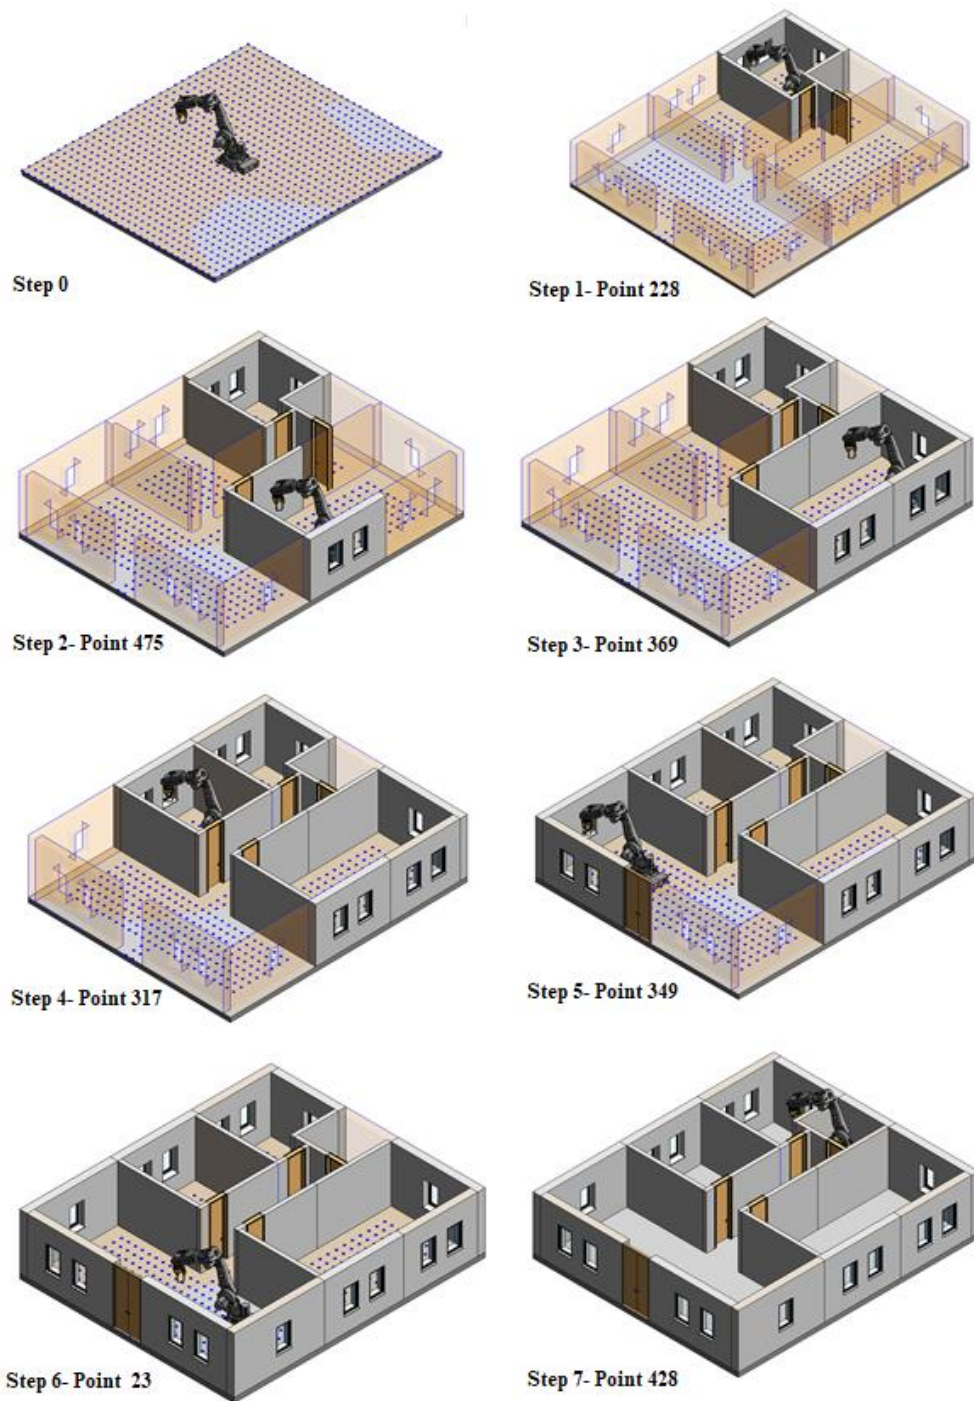 Step 0
Step 1- Point 228
Step 2- Point 475
Step 3- Point 369
Step 4- Point 317
Step 5- Point 349
Step 6- Point  23
Step 7- Point 428